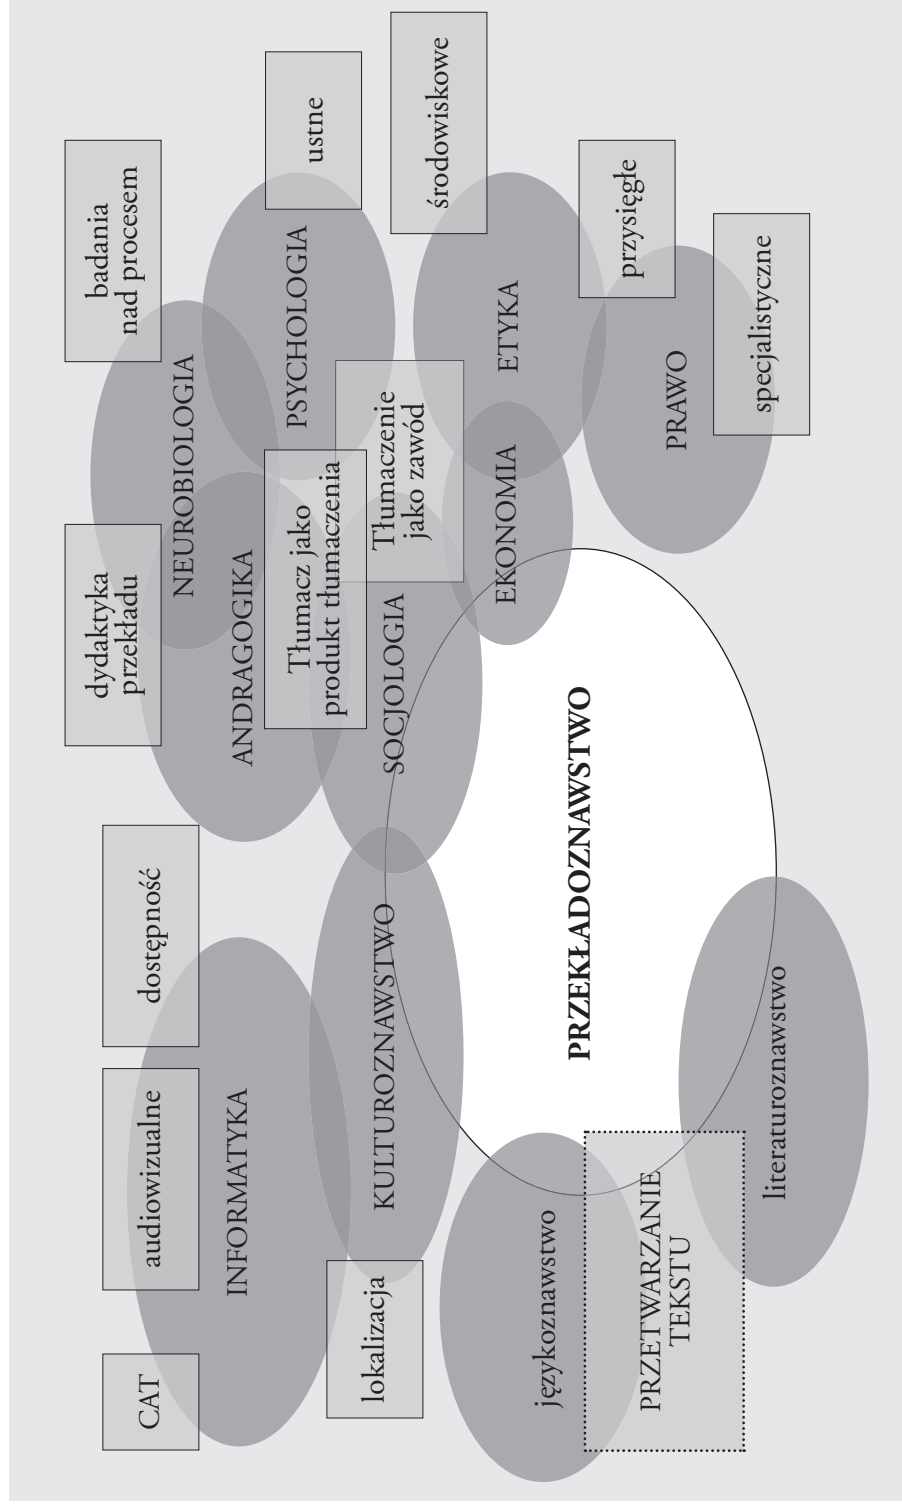 CAT
audiowizualne
dostępność
dydaktyka
przekładu
badania
nad procesem
NEUROBIOLOGIA
INFORMATYKA
ANDRAGOGIKA
PSYCHOLOGIA
ustne
Tłumacz jako
produkt tłumaczenia
lokalizacja
KULTUROZNAWSTWO
SOCJOLOGIA
Tłumaczenie
jako zawód
środowiskowe
EKONOMIA
ETYKA
językoznawstwo
PRZEKŁADOZNAWSTWO
przysięgłe
PRZETWARZANIE
TEKSTU
PRAWO
literaturoznawstwo
specjalistyczne